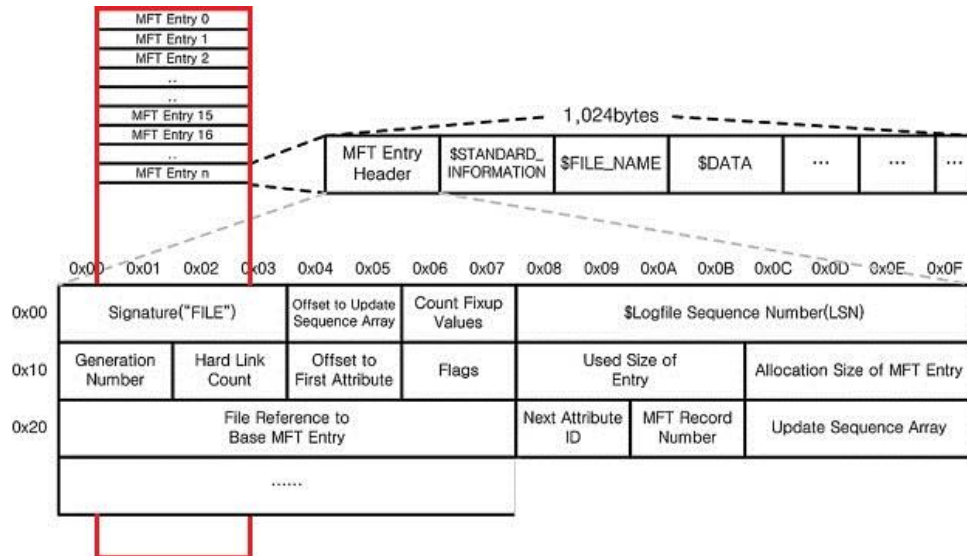 MFT Entry 0
MFT Entry 1
MFT Entry 2
..
..
MFT Entry 15
MFT Entry 16
..
MFT Entry n
1,024bytes
MFT Entry
Header
$STANDARD_
INFORMATION
$FILE_NAME
$DATA
...
...
...
0x00 0x01 0x02 0x03 0x04 0x05 0x06 0x07 0x08 0x09 0x0A 0x0B 0x0C 0x0D 0x0E 0x0F
0x00
Signature("FILE")
Offset to Update
Sequence Array
Count Fixup
Values
$Logfile Sequence Number(LSN)
0x10
Generation
Number
Hard Link
Count
Offset to
First Attribute
Flags
Used Size of
Entry
Allocation Size of MFT Entry
0x20
File Reference to
Base MFT Entry
Next Attribute
ID
MFT Record
Number
Update Sequence Array
......